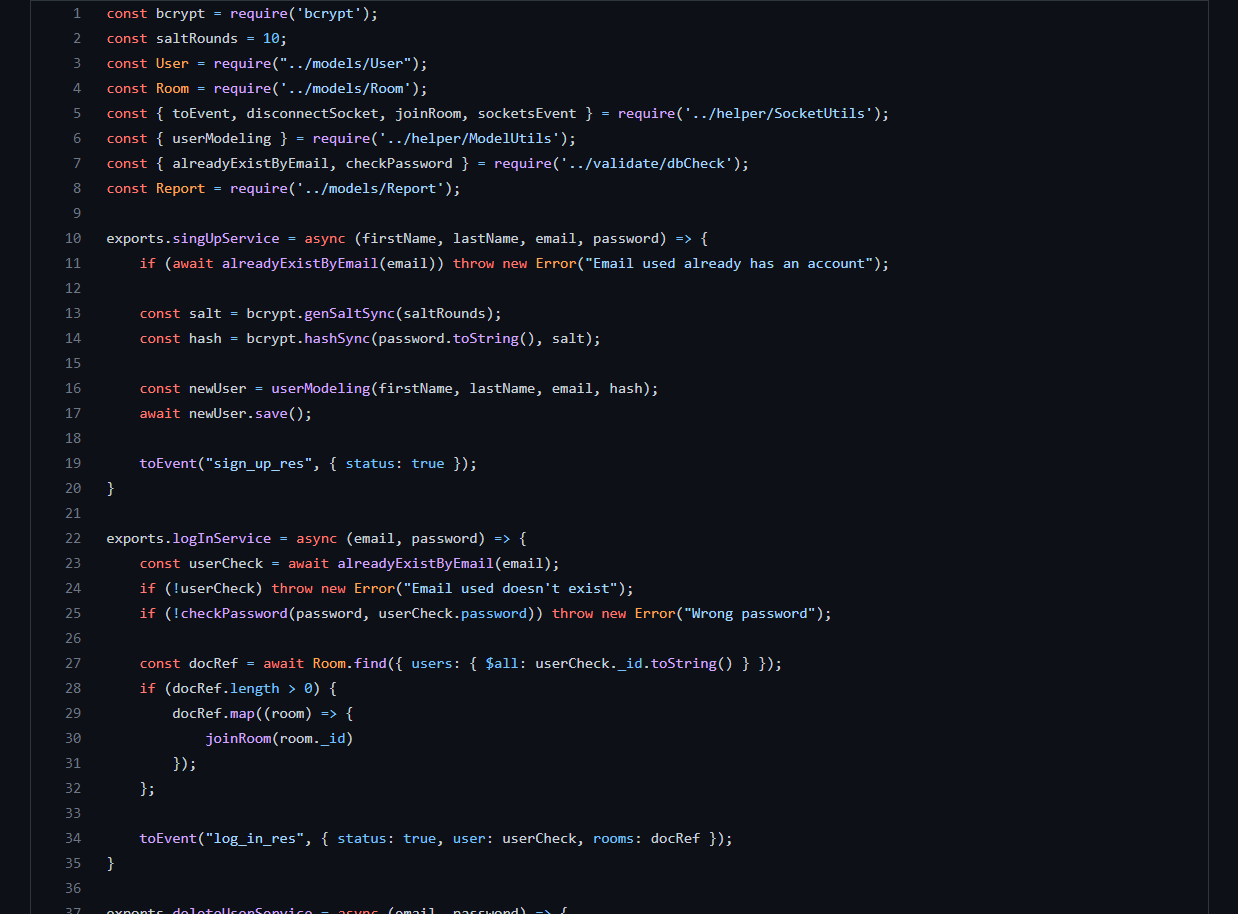 1 const bcrypt = require('bcrypt');
2 const saltRounds = 10;
3 const User = require("../models/User");
4 const Room = require('../models/Room');
5 const { toEvent, disconnectSocket, joinRoom, socketsEvent } = require('../helper/SocketUtils');
6 const { userModeling } = require('../helper/ModelUtils');
7 const { alreadyExistByEmail, checkPassword } = require('../validate/dbCheck');
8 const Report = require('../models/Report');
9
10 exports.singUpService = async (firstName, lastName, email, password) => {
11     if (await alreadyExistByEmail(email)) throw new Error("Email used already has an account");
12
13     const salt = bcrypt.genSaltSync(saltRounds);
14     const hash = bcrypt.hashSync(password.toString(), salt);
15
16     const newUser = userModeling(firstName, lastName, email, hash);
17     await newUser.save();
18
19     toEvent("sign_up_res", { status: true });
20 }
21
22 exports.logInService = async (email, password) => {
23     const userCheck = await alreadyExistByEmail(email);
24     if (!userCheck) throw new Error("Email used doesn't exist");
25     if (!checkPassword(password, userCheck.password)) throw new Error("Wrong password");
26
27     const docRef = await Room.find({ users: { $all: userCheck._id.toString() } });
28     if (docRef.length > 0) {
29         docRef.map((room) => {
30             joinRoom(room._id)
31         });
32     };
33
34     toEvent("log_in_res", { status: true, user: userCheck, rooms: docRef });
35 }
36
37 exports.deleteUserService = async (email, password) => {